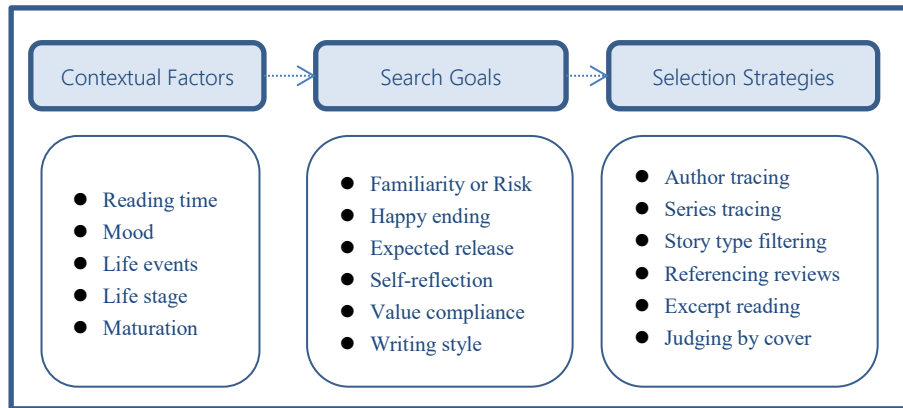 Contextual Factors
Search Goals
Selection Strategies
● Reading time
● Mood
● Life events
● Life stage
● Maturation
● Familiarity or Risk
● Happy ending
● Expected release
● Self-reflection
● Value compliance
● Writing style
● Author tracing
● Series tracing
● Story type filtering
● Referencing reviews
● Excerpt reading
● Judging by cover